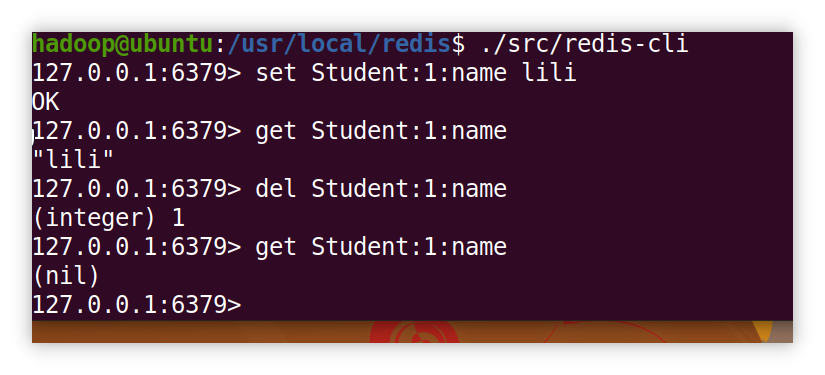 hadoop@ubuntu:/usr/local/redis$ ./src/redis-cli
127.0.0.1:6379> set Student:1:name lili
OK
127.0.0.1:6379> get Student:1:name
"lili"
127.0.0.1:6379> del Student:1:name
(integer) 1
127.0.0.1:6379> get Student:1:name
(nil)
127.0.0.1:6379>